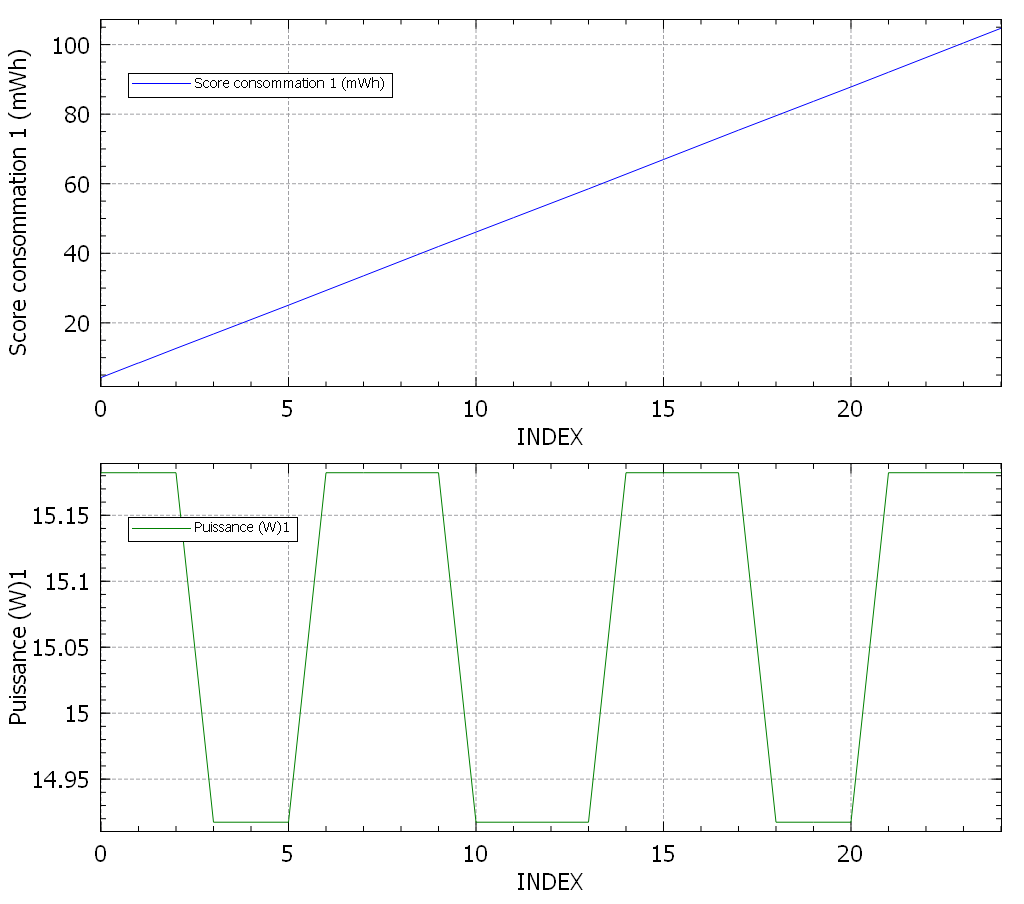 Score consommation 1 (mWh)
100
80
60
40
20
Score consommation 1 (mWh)
0 5 10 15 20
INDEX
Puissance (W)1
15.15
15.1
15.05
15
14.95
Puissance (W)1
0 5 10 15 20
INDEX